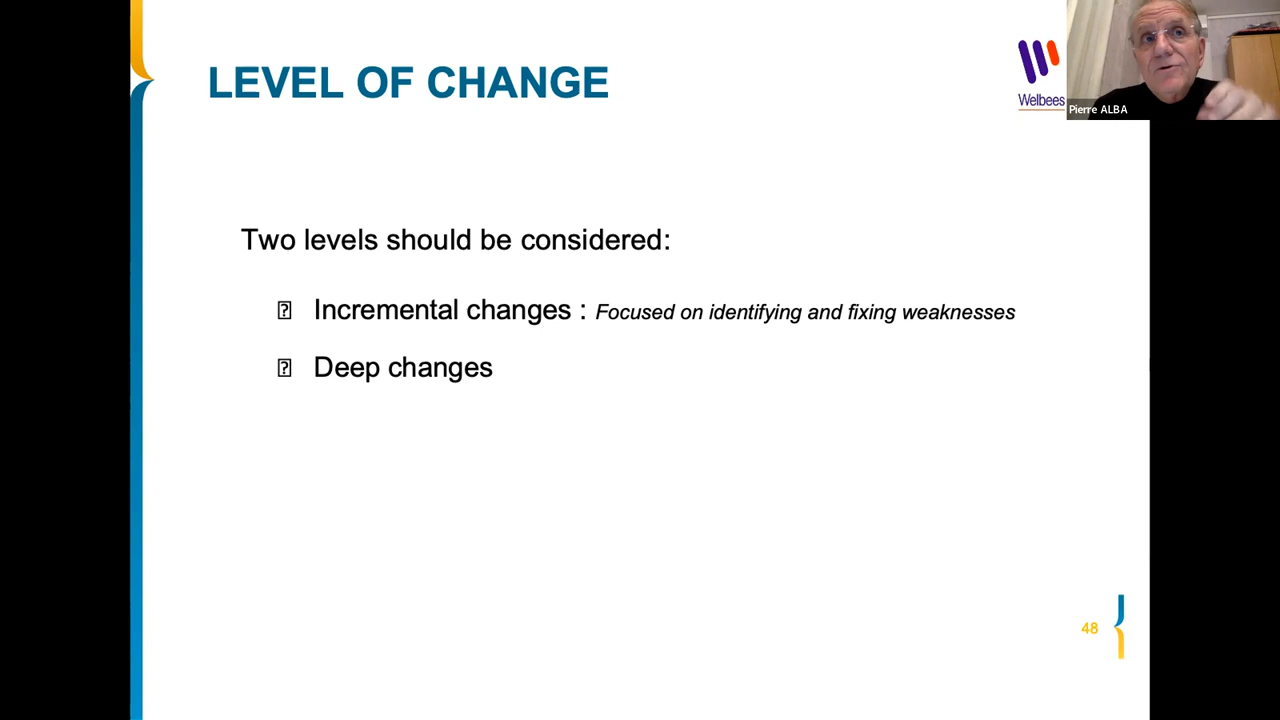 LEVEL OF CHANGE
Welbees
Pierre ALBA
Two levels should be considered:
⍰ Incremental changes : Focused on identifying and fixing weaknesses
⍰ Deep changes
48